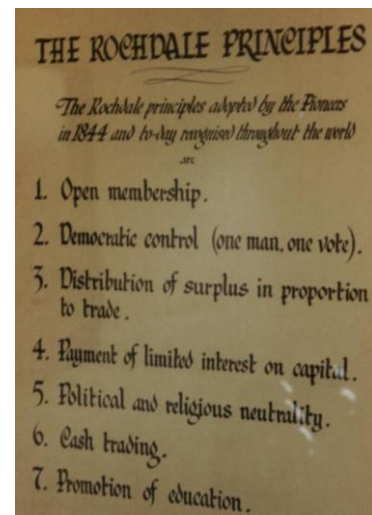 THE ROCHDALE PRINCIPLES
The Rochdale principles adopted by the Pioneers
in 1844 and to-day recognised throughout the world
are
1. Open membership.
2. Democratic control (one man, one vote).
3. Distribution of surplus in proportion
to trade.
4. Payment of limited interest on capital.
5. Political and religious neutrality.
6. Cash trading.
7. Promotion of education.